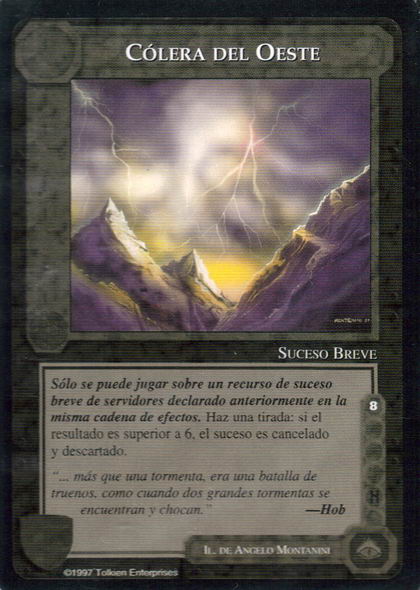 CÓLERA DEL OESTE
SUCESO BREVE
Sólo se puede jugar sobre un recurso de suceso
breve de servidores declarado anteriormente en la
misma cadena de efectos. Haz una tirada: si el
resultado es superior a 6, el suceso es cancelado
y descartado.
8
"... más que una tormenta, era una batalla de
truenos, como cuando dos grandes tormentas se
encuentran y chocan." —Hob
IL. DE ANGELO MONTANINI
©1997 Tolkien Enterprises